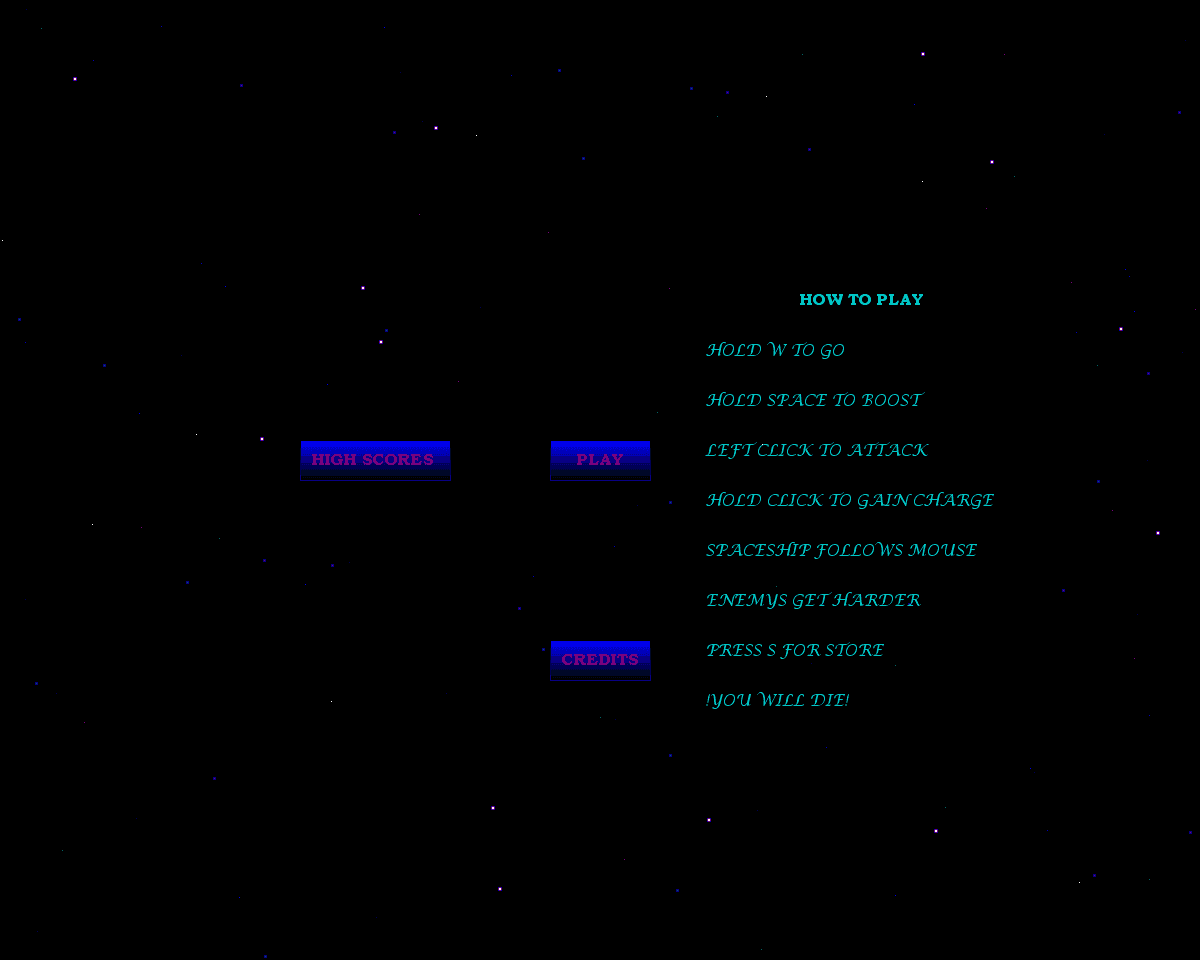 HOW TO PLAY
HOLD W TO GO
HOLD SPACE TO BOOST
LEFT CLICK TO ATTACK
HIGH SCORES
PLAY
HOLD CLICK TO GAIN CHARGE
SPACESHIP FOLLOWS MOUSE
ENEMYS GET HARDER
PRESS S FOR STORE
CREDITS
!YOU WILL DIE!